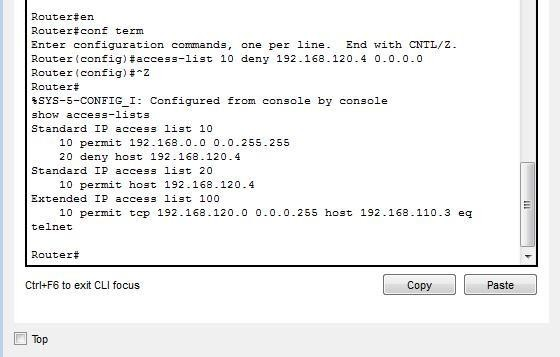 Router#en
Router#conf term
Enter configuration commands, one per line.  End with CNTL/Z.
Router(config)#access-list 10 deny 192.168.120.4 0.0.0.0
Router(config)#^Z
Router#
%SYS-5-CONFIG_I: Configured from console by console
show access-lists
Standard IP access list 10
    10 permit 192.168.0.0 0.0.255.255
    20 deny host 192.168.120.4
Standard IP access list 20
    10 permit host 192.168.120.4
Extended IP access list 100
    10 permit tcp 192.168.120.0 0.0.0.255 host 192.168.110.3 eq
telnet
Router#
Ctrl+F6 to exit CLI focus
Copy
Paste
Top